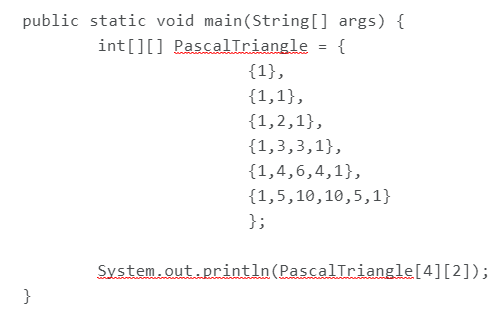 public static void main(String[] args) {
int[][] PascalTriangle = {
{1},
{1,1},
{1,2,1},
{1,3,3,1},
{1,4,6,4,1},
{1,5,10,10,5,1}
};
System.out.println(PascalTriangle[4][2]);
}